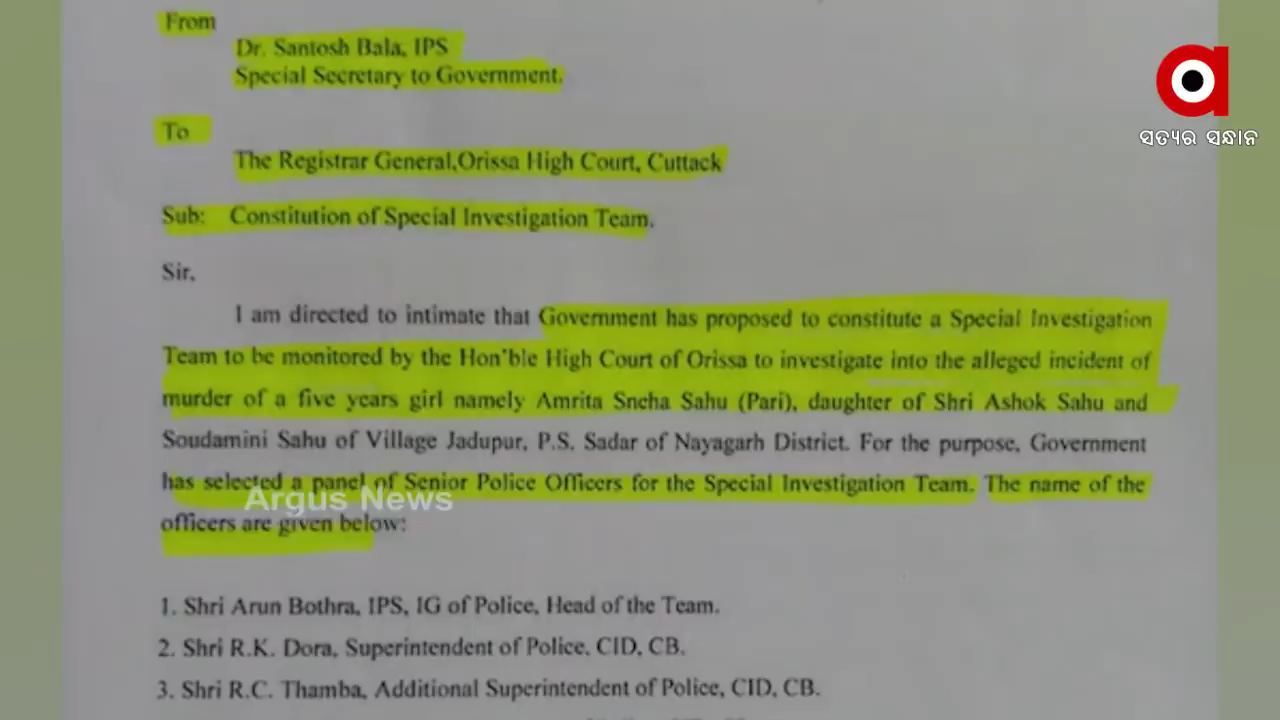 From
Dr. Santosh Bala, IPS
Special Secretary to Government.
ସତ୍ୟର ସନ୍ଧାନ
To
The Registrar General,Orissa High Court, Cuttack
Sub: Constitution of Special Investigation Team.
Sir,
I am directed to intimate that Government has proposed to constitute a Special Investigation
Team to be monitored by the Hon'ble High Court of Orissa to investigate into the alleged incident of
murder of a five years girl namely Amrita Sneha Sahu (Pari), daughter of Shri Ashok Sahu and
Soudamini Sahu of Village Jadupur, P.S. Sadar of Nayagarh District. For the purpose, Government
has selected a panel of Senior Police Officers for the Special Investigation Team. The name of the
Argus News
officers are given below:
1. Shri Arun Bothra, IPS, IG of Police, Head of the Team.
2. Shri R.K. Dora, Superintendent of Police, CID, CB.
3. Shri R.C. Thamba, Additional Superintendent of Police, CID, CB.